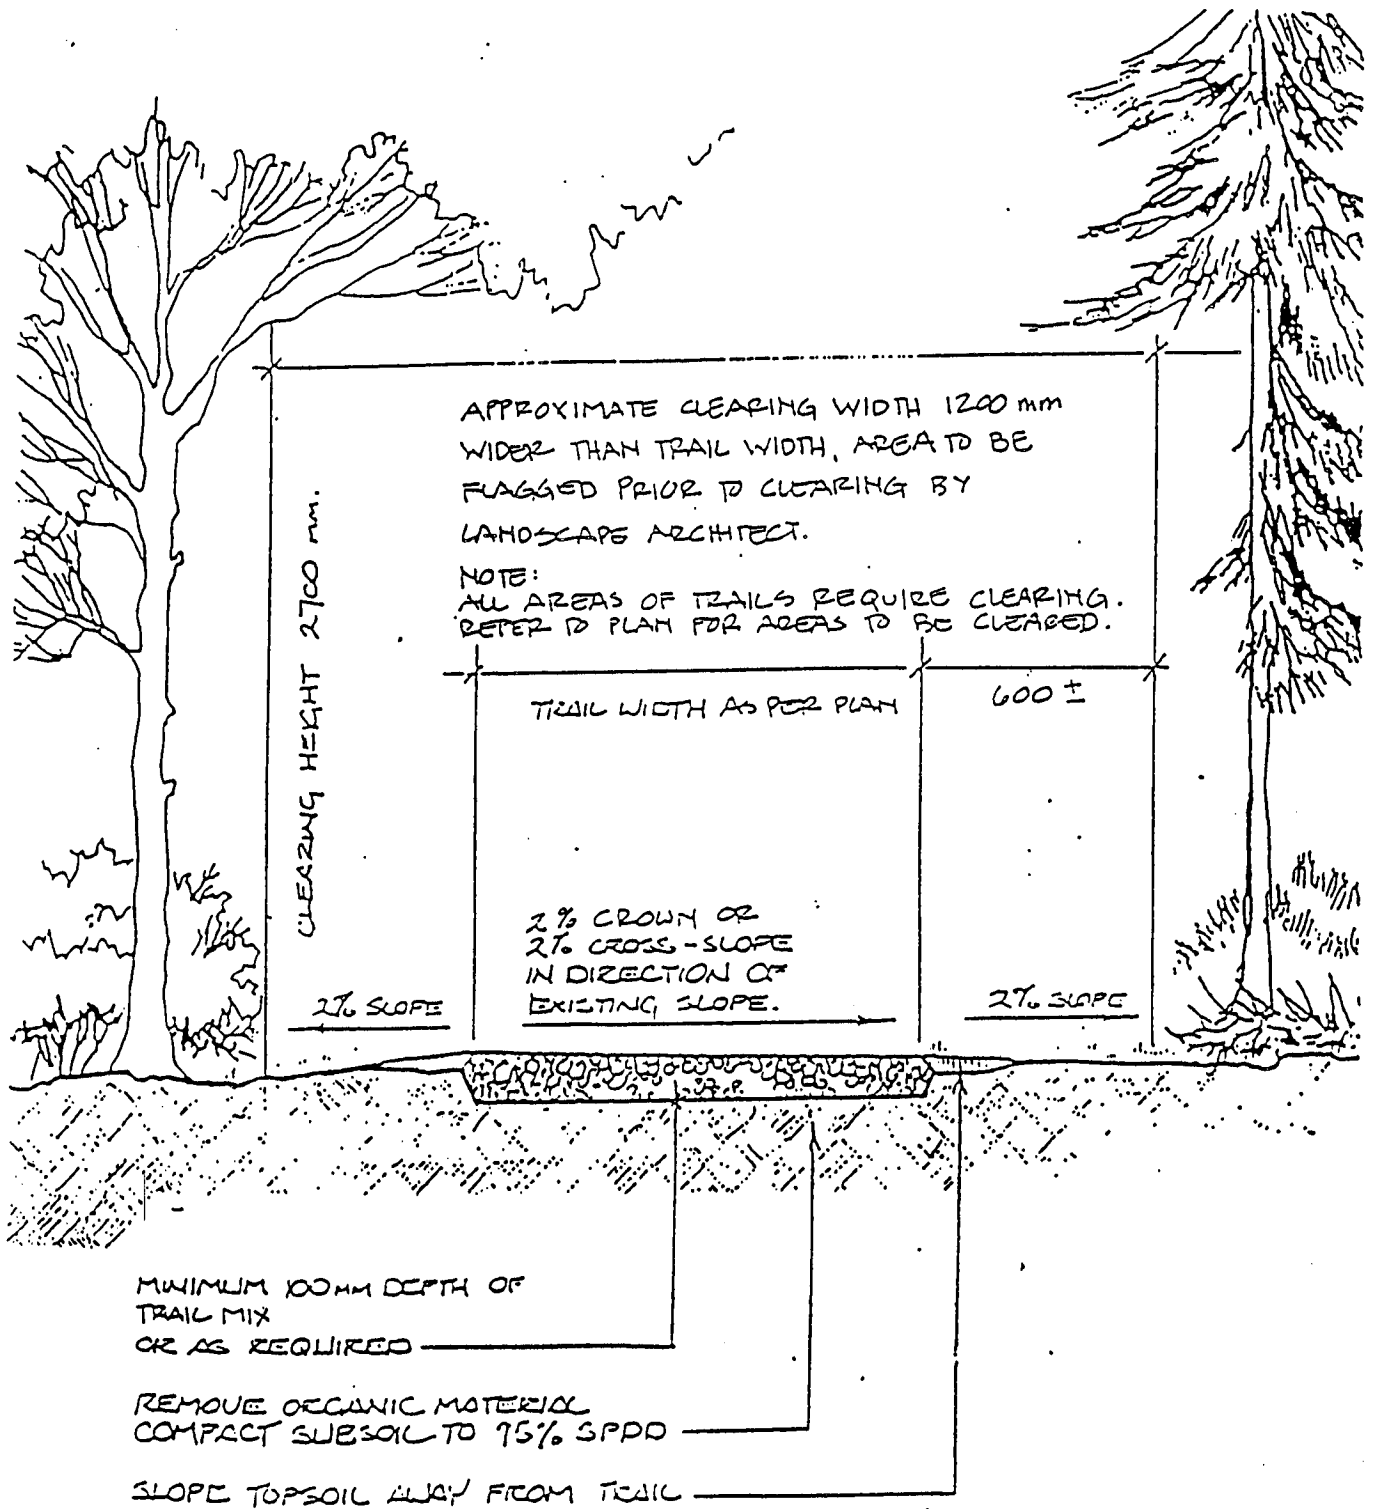 APPROXIMATE CLEARING WIDTH 1200 mm
WIDER THAN TRAIL WIDTH, AREA TO BE
FLAGGED PRIOR TO CLEARING BY
LANDSCAPE ARCHITECT.
NOTE:
ALL AREAS OF TRAILS REQUIRE CLEARING.
REFER TO PLAN FOR AREAS TO BE CLEARED.
CLEARING HEIGHT 2700 mm.
TRAIL WIDTH AS PER PLAN
600 ±
2% CROWN OR
2% CROSS-SLOPE
IN DIRECTION OF
EXISTING SLOPE.
2% SLOPE
2% SLOPE
MINIMUM 100MM DEPTH OF
TRAIL MIX
OR AS REQUIRED
REMOVE ORGANIC MATERIAL
COMPACT SUBSOIL TO 95% SPDD
SLOPE TOPSOIL AWAY FROM TRAIL